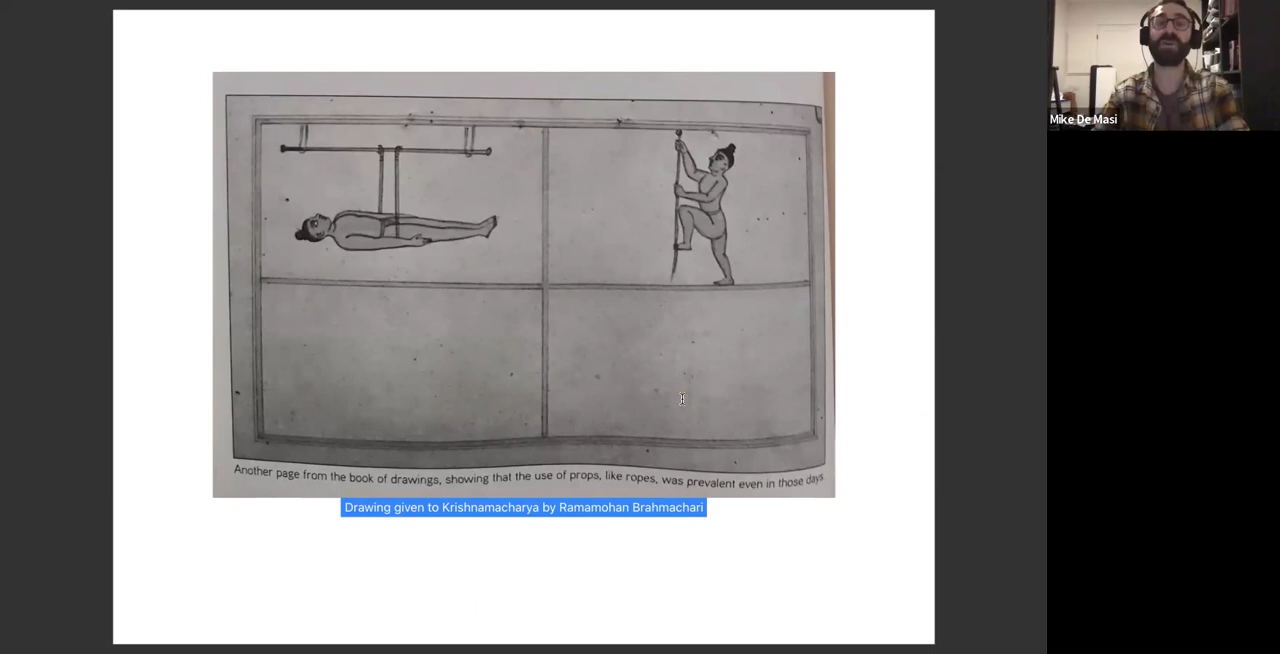 Mike De Masi
Another page from the book of drawings, showing that the use of props, like ropes, was prevalent even in those days
Drawing given to Krishnamacharya by Ramamohan Brahmachari